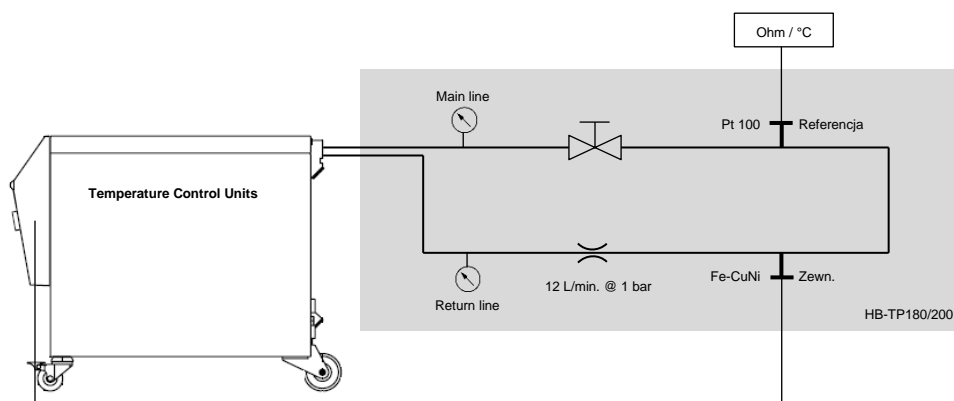 Ohm / °C
Main line
Pt 100
Referencja
Temperature Control Units
12 L/min. @ 1 bar
Fe-CuNi
Zewn.
Return line
HB-TP180/200